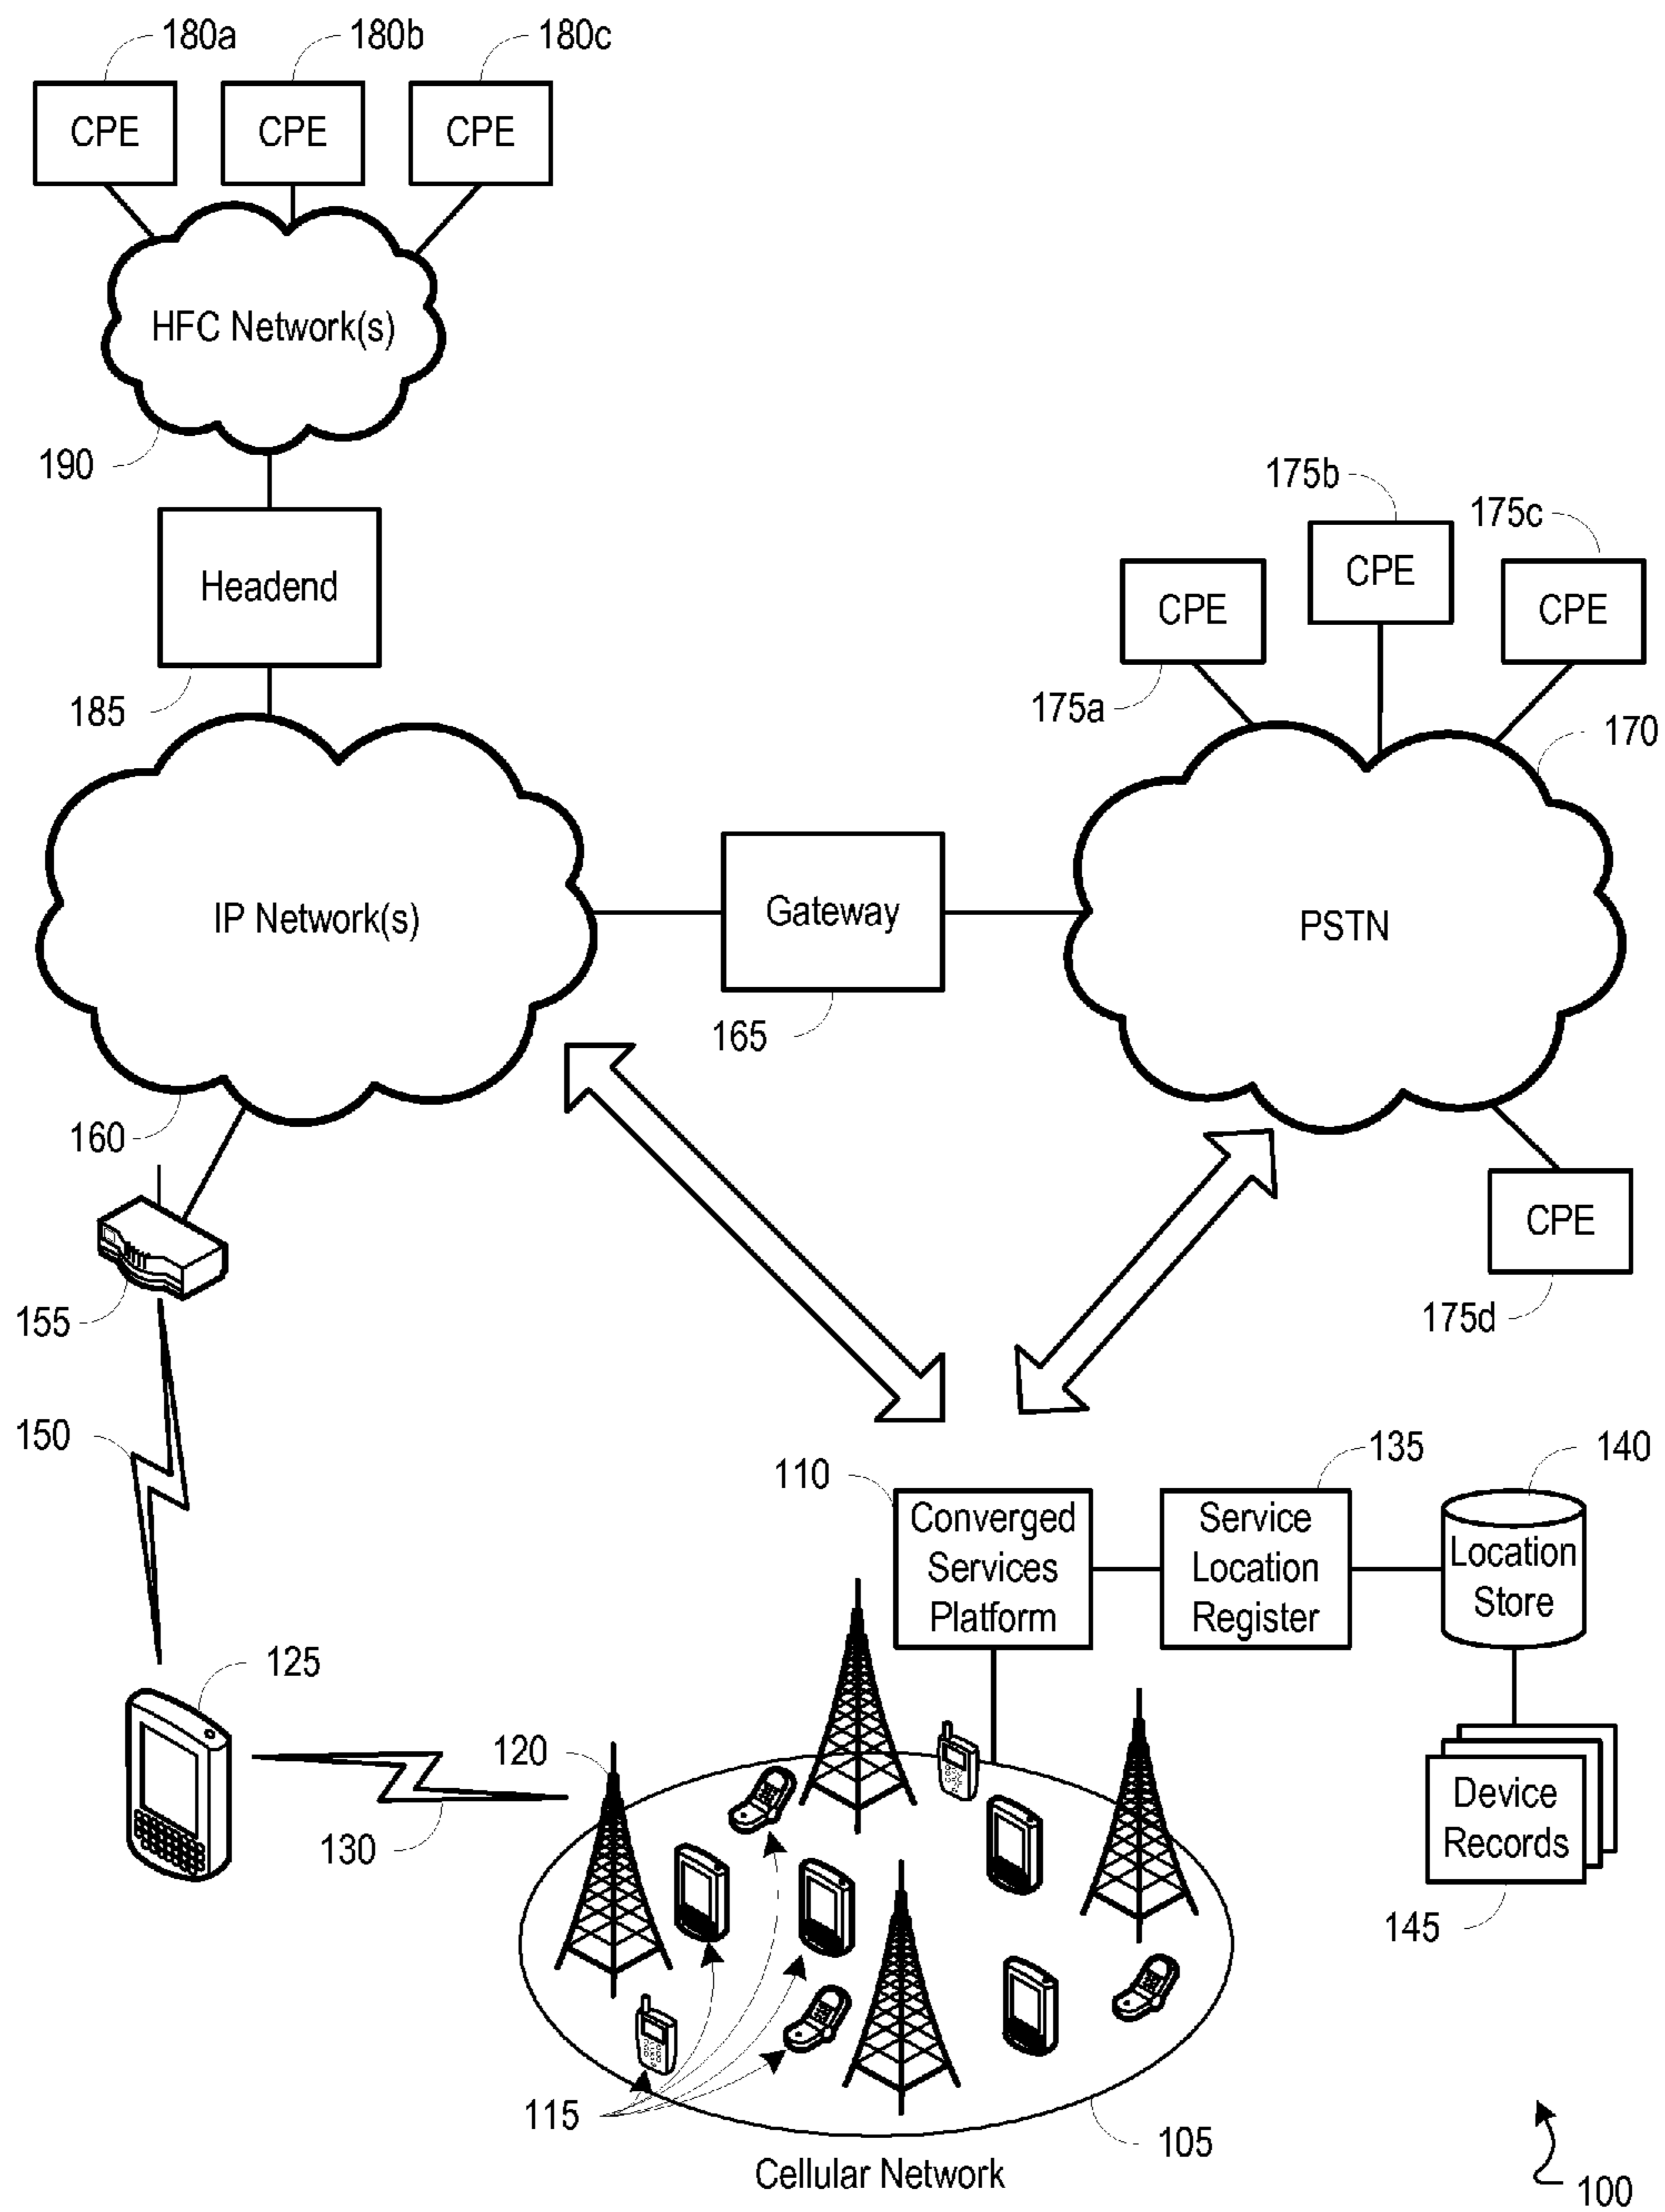 180a
180b
180c
CPE
CPE
CPE
HFC Network(s)
190
Headend
185
175b
175c
CPE
CPE
CPE
175a
170
IP Network(s)
Gateway
PSTN
165
160
CPE
175d
155
150
110
135
140
Converged
Services
Platform
Service
Location
Register
Location
Store
125
120
130
Device
Records
145
115
105
Cellular Network
100